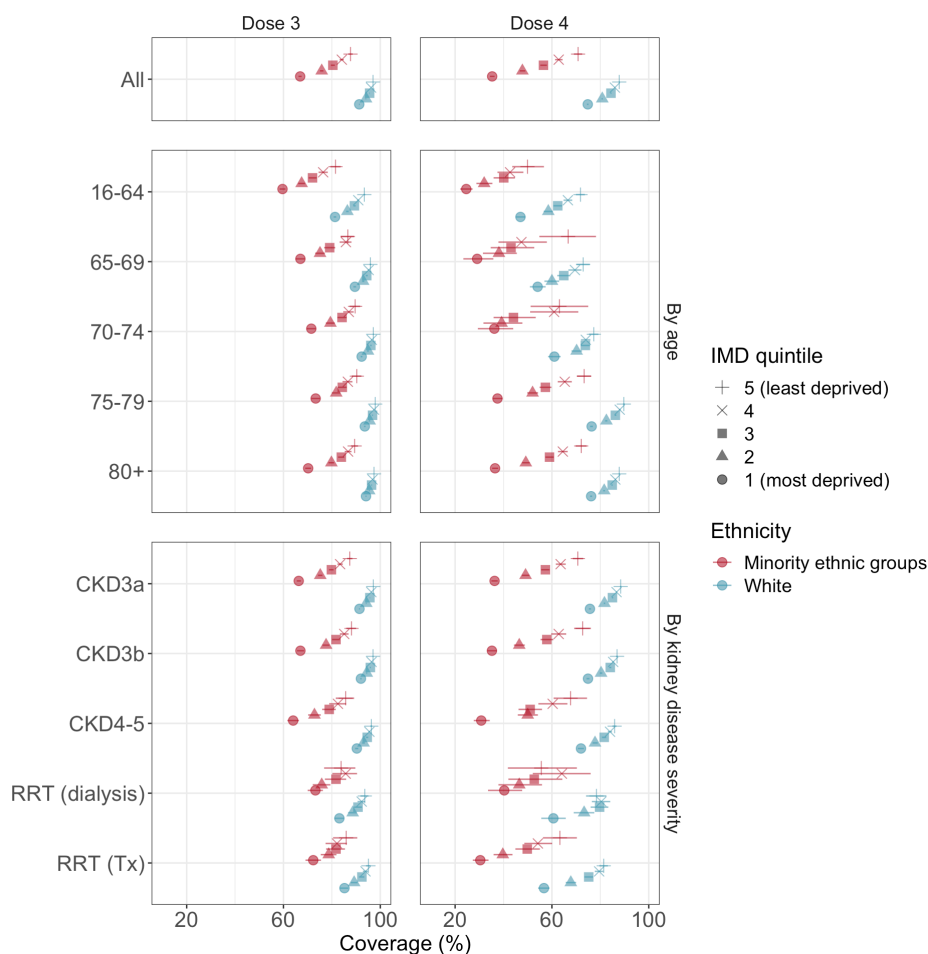 Dose 3
Dose 4
All
16-64
65-69
70-74
75-79
80+
By age
CKD3a
CKD3b
CKD4-5
RRT (dialysis)
RRT (Tx)
By kidney disease severity
20
60
100
20
60
100
Coverage (%)
IMD quintile
5 (least deprived)
4
3
2
1 (most deprived)
Ethnicity
Minority ethnic groups
White